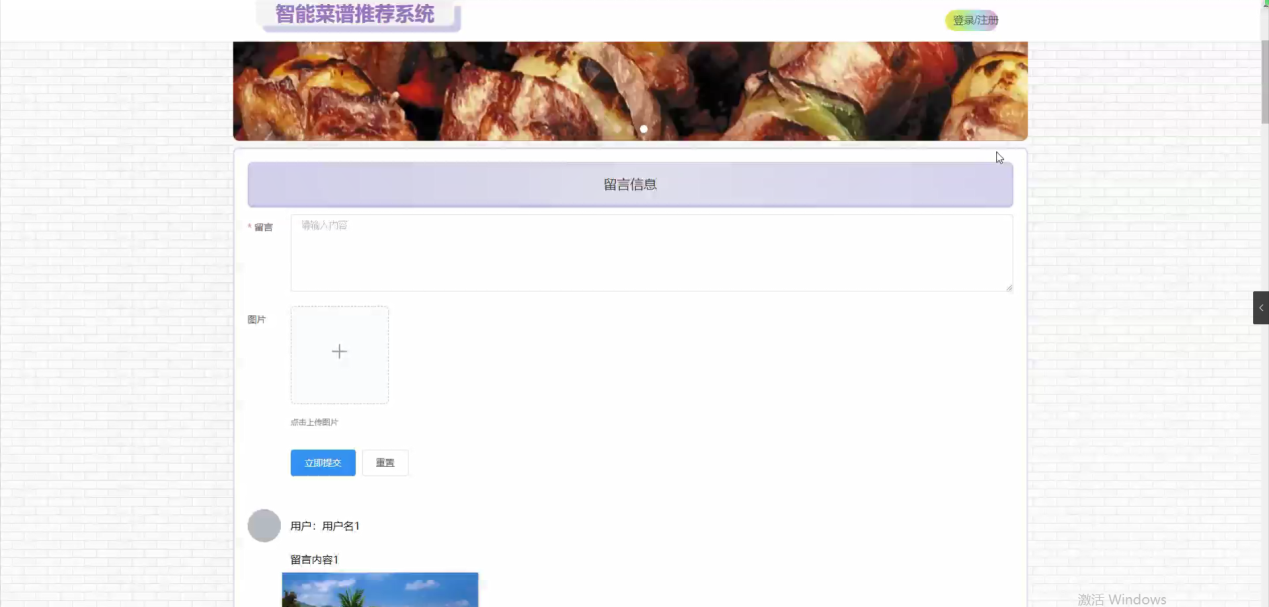 智能菜谱推荐系统
登录/注册
留言信息
* 留言
请输入内容
图片
点击上传图片
立即提交
重置
用户：用户名1
留言内容1
激活 Windows